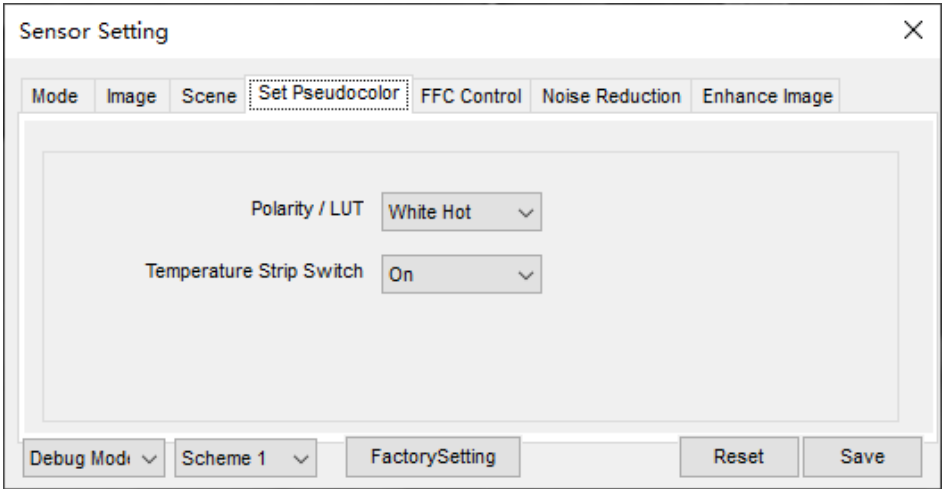 Sensor Setting
Mode Image Scene Set Pseudocolor FFC Control Noise Reduction Enhance Image
Polarity / LUT White Hot
Temperature Strip Switch On
Debug Mod Scheme 1 FactorySetting Reset Save